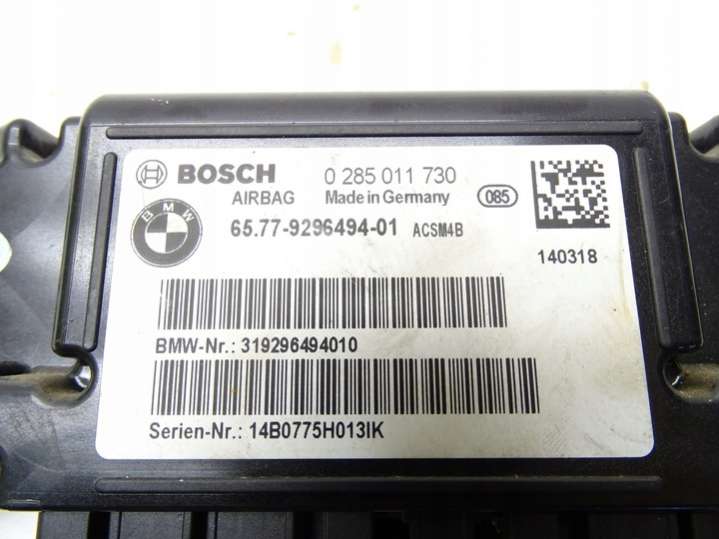 BOSCH 0 285 011 730
AIRBAG Made in Germany 085
BMW 65.77-9296494-01 ACSM4B
140318
BMW-Nr.: 319296494010
Serien-Nr.: 14B0775H013IK